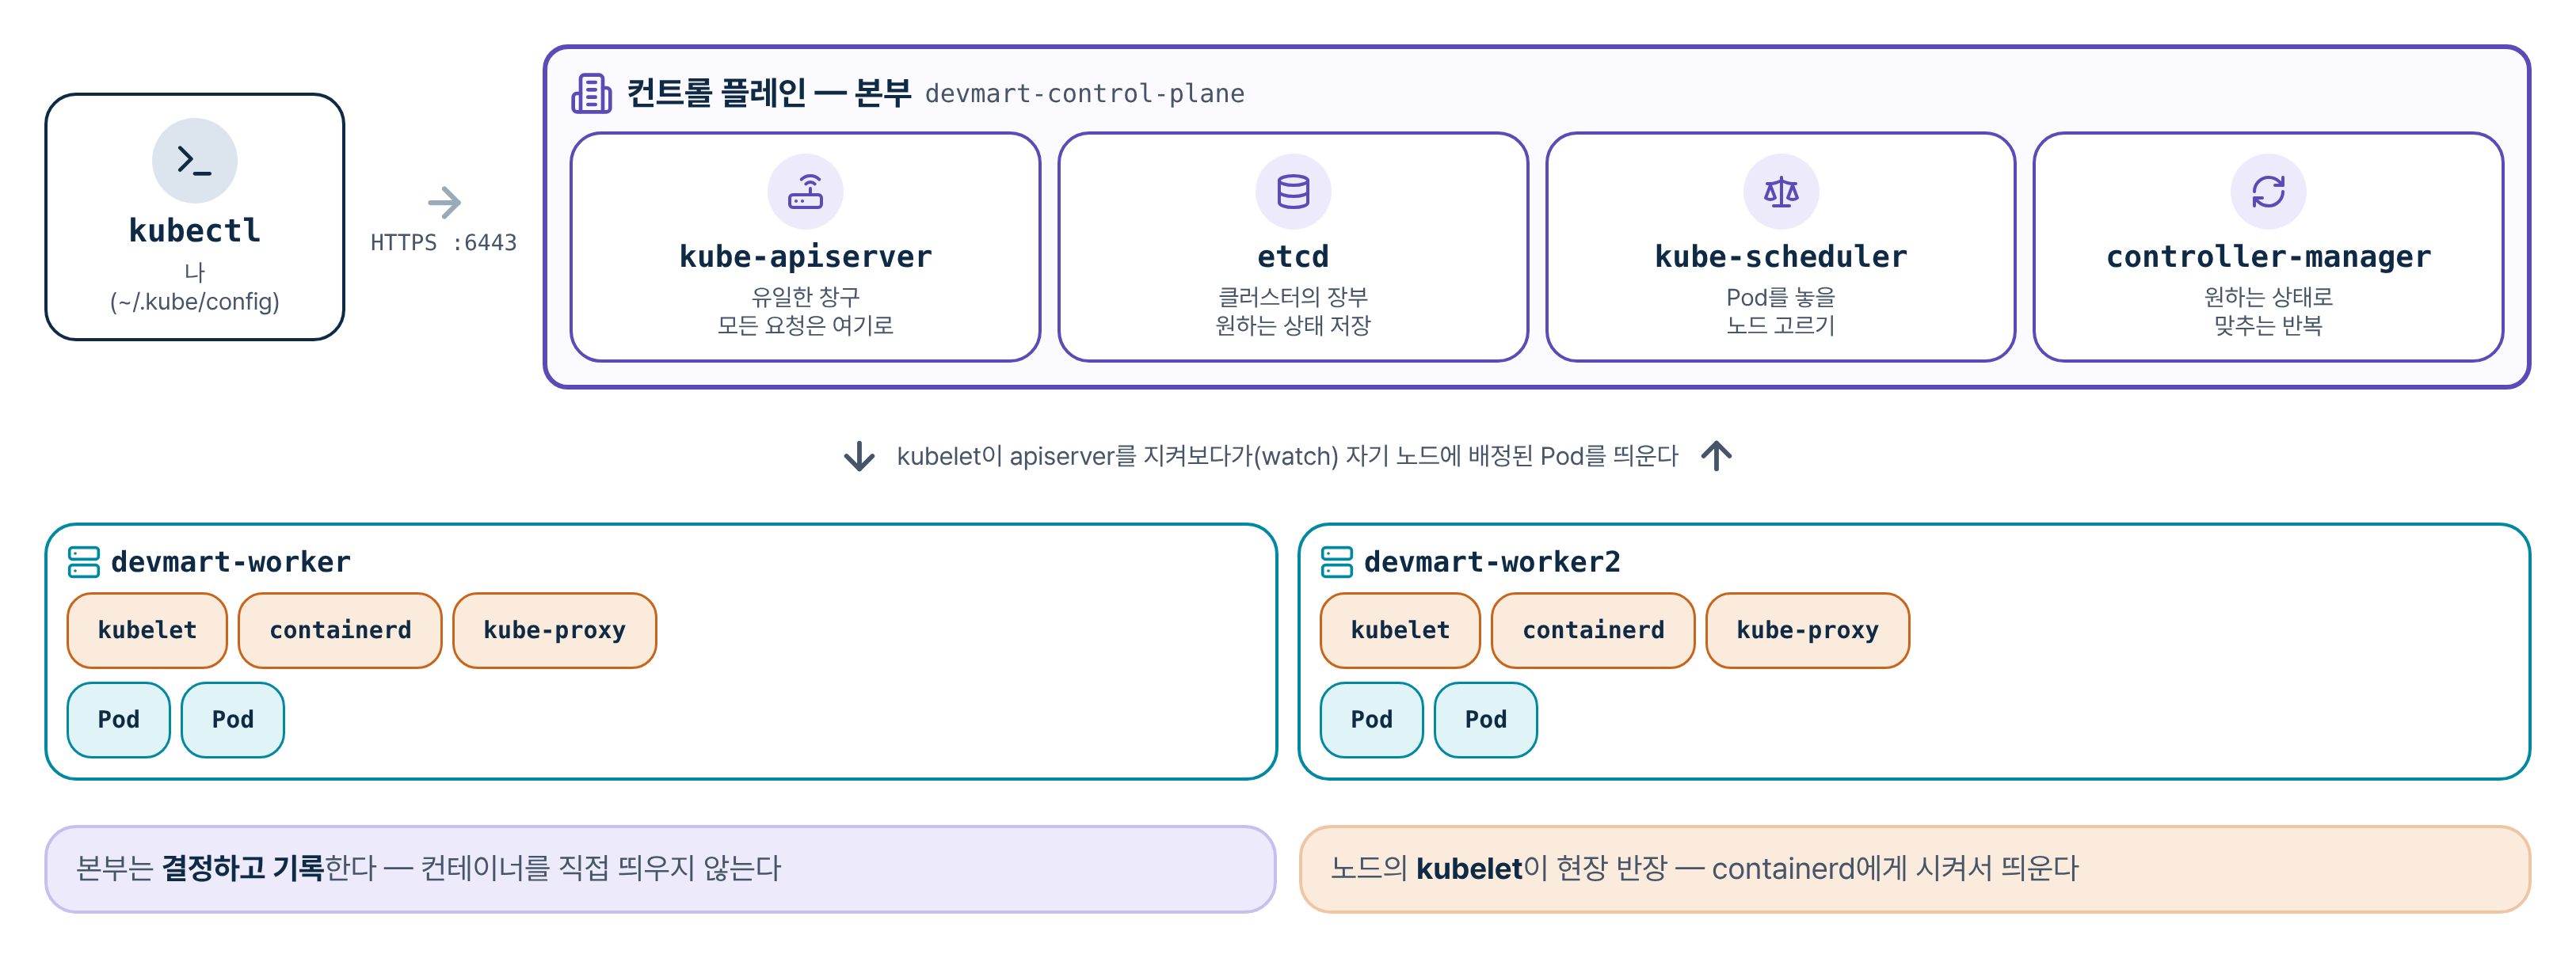 kubectl
나
(~/.kube/config)
HTTPS :6443
컨트롤 플레인 — 본부 devmart-control-plane
kube-apiserver
유일한 창구
모든 요청은 여기로
etcd
클러스터의 장부
원하는 상태 저장
kube-scheduler
Pod를 놓을
노드 고르기
controller-manager
원하는 상태로
맞추는 반복
kubelet이 apiserver를 지켜보다가(watch) 자기 노드에 배정된 Pod를 띄운다
devmart-worker
kubelet containerd kube-proxy
Pod Pod
devmart-worker2
kubelet containerd kube-proxy
Pod Pod
본부는 결정하고 기록한다 — 컨테이너를 직접 띄우지 않는다
노드의 kubelet이 현장 반장 — containerd에게 시켜서 띄운다